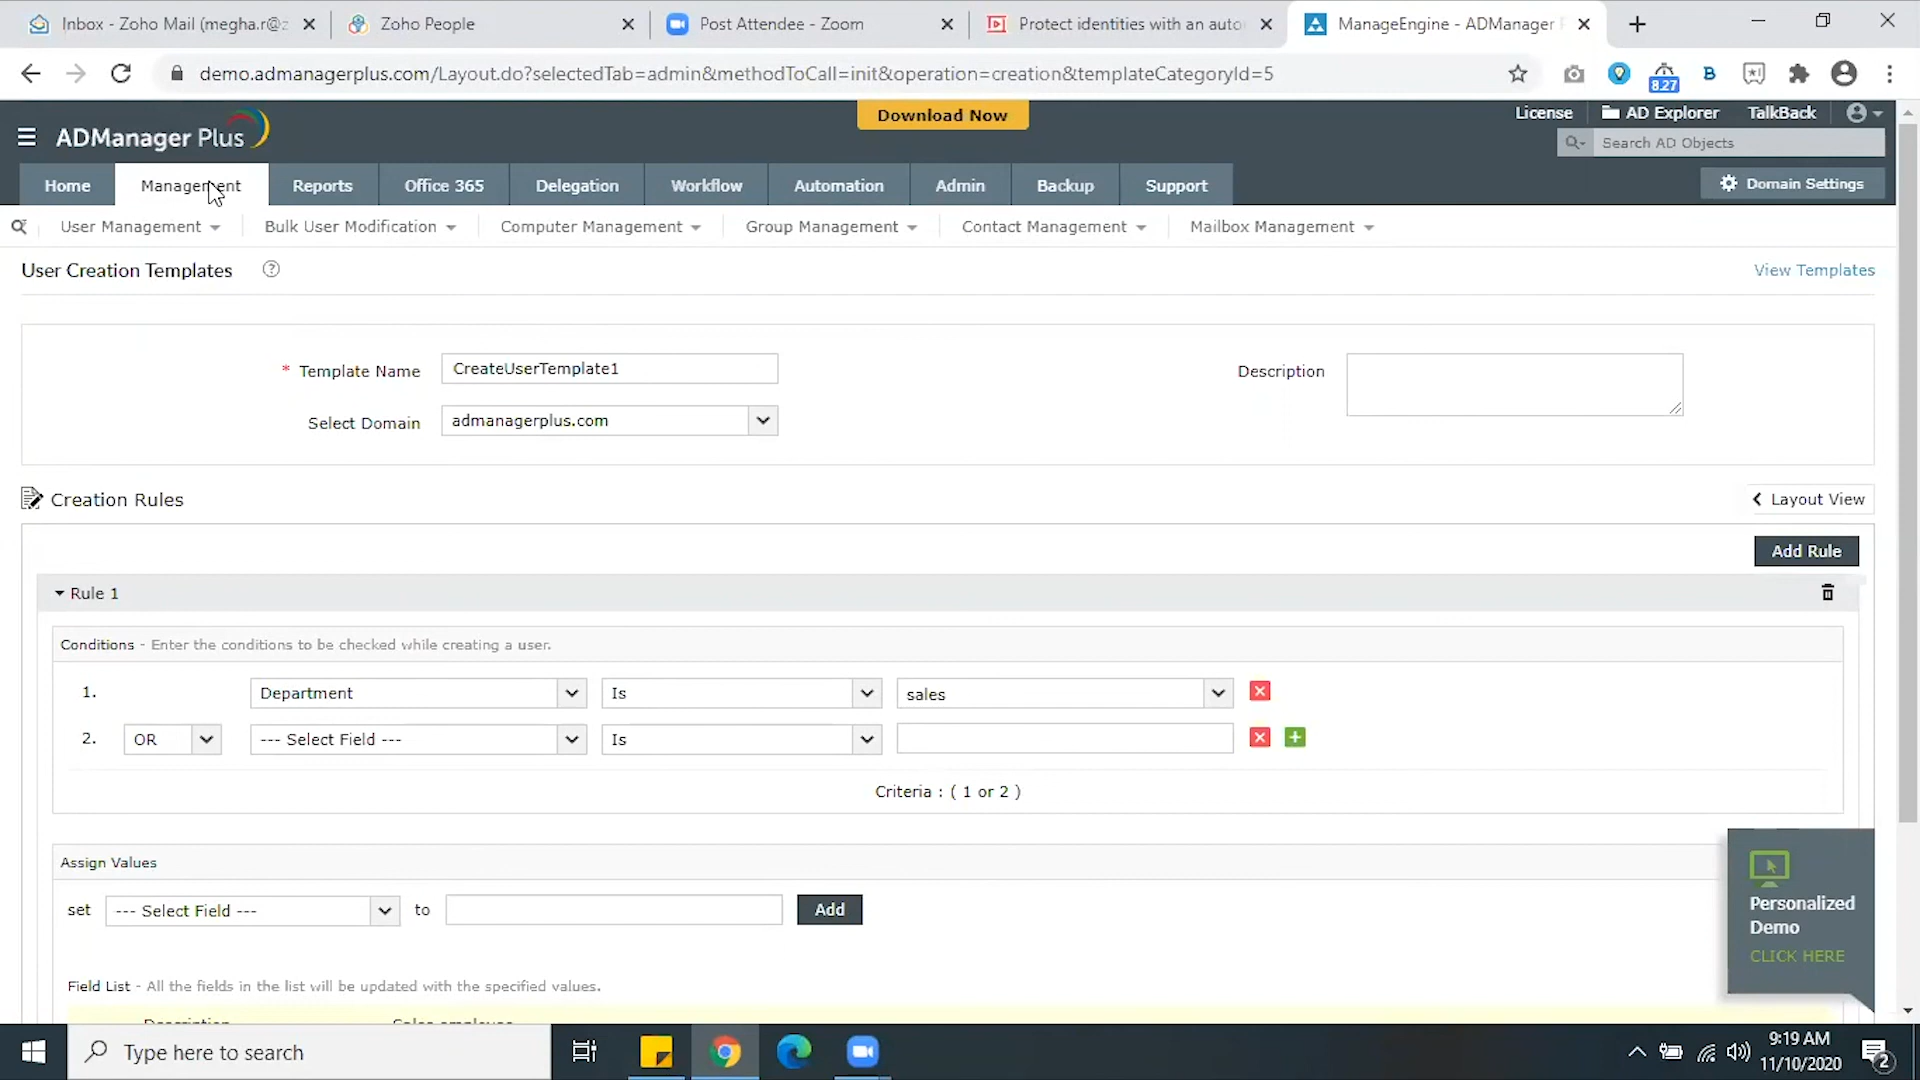 Inbox - Zoho Mail (megha.r@z
Zoho People
Post Attendee - Zoom
Protect identities with an auto
ManageEngine - ADManager P
demo.admanagerplus.com/Layout.do?selectedTab=admin&methodToCall=init&operation=creation&templateCategoryId=5
8.27
B
ADManager Plus
Download Now
License
AD Explorer
TalkBack
Search AD Objects
Home
Management
Reports
Office 365
Delegation
Workflow
Automation
Admin
Backup
Support
Domain Settings
User Management
Bulk User Modification
Computer Management
Group Management
Contact Management
Mailbox Management
User Creation Templates
?
View Templates
* Template Name
CreateUserTemplate1
Description
Select Domain
admanagerplus.com
Creation Rules
Layout View
Add Rule
Rule 1
Conditions - Enter the conditions to be checked while creating a user.
1. Department Is sales
2. OR --- Select Field --- Is
Criteria : ( 1 or 2 )
Assign Values
set --- Select Field --- to Add
Personalized
Demo
CLICK HERE
Field List - All the fields in the list will be updated with the specified values.
Description Sales employee
Type here to search
9:19 AM
11/10/2020
2